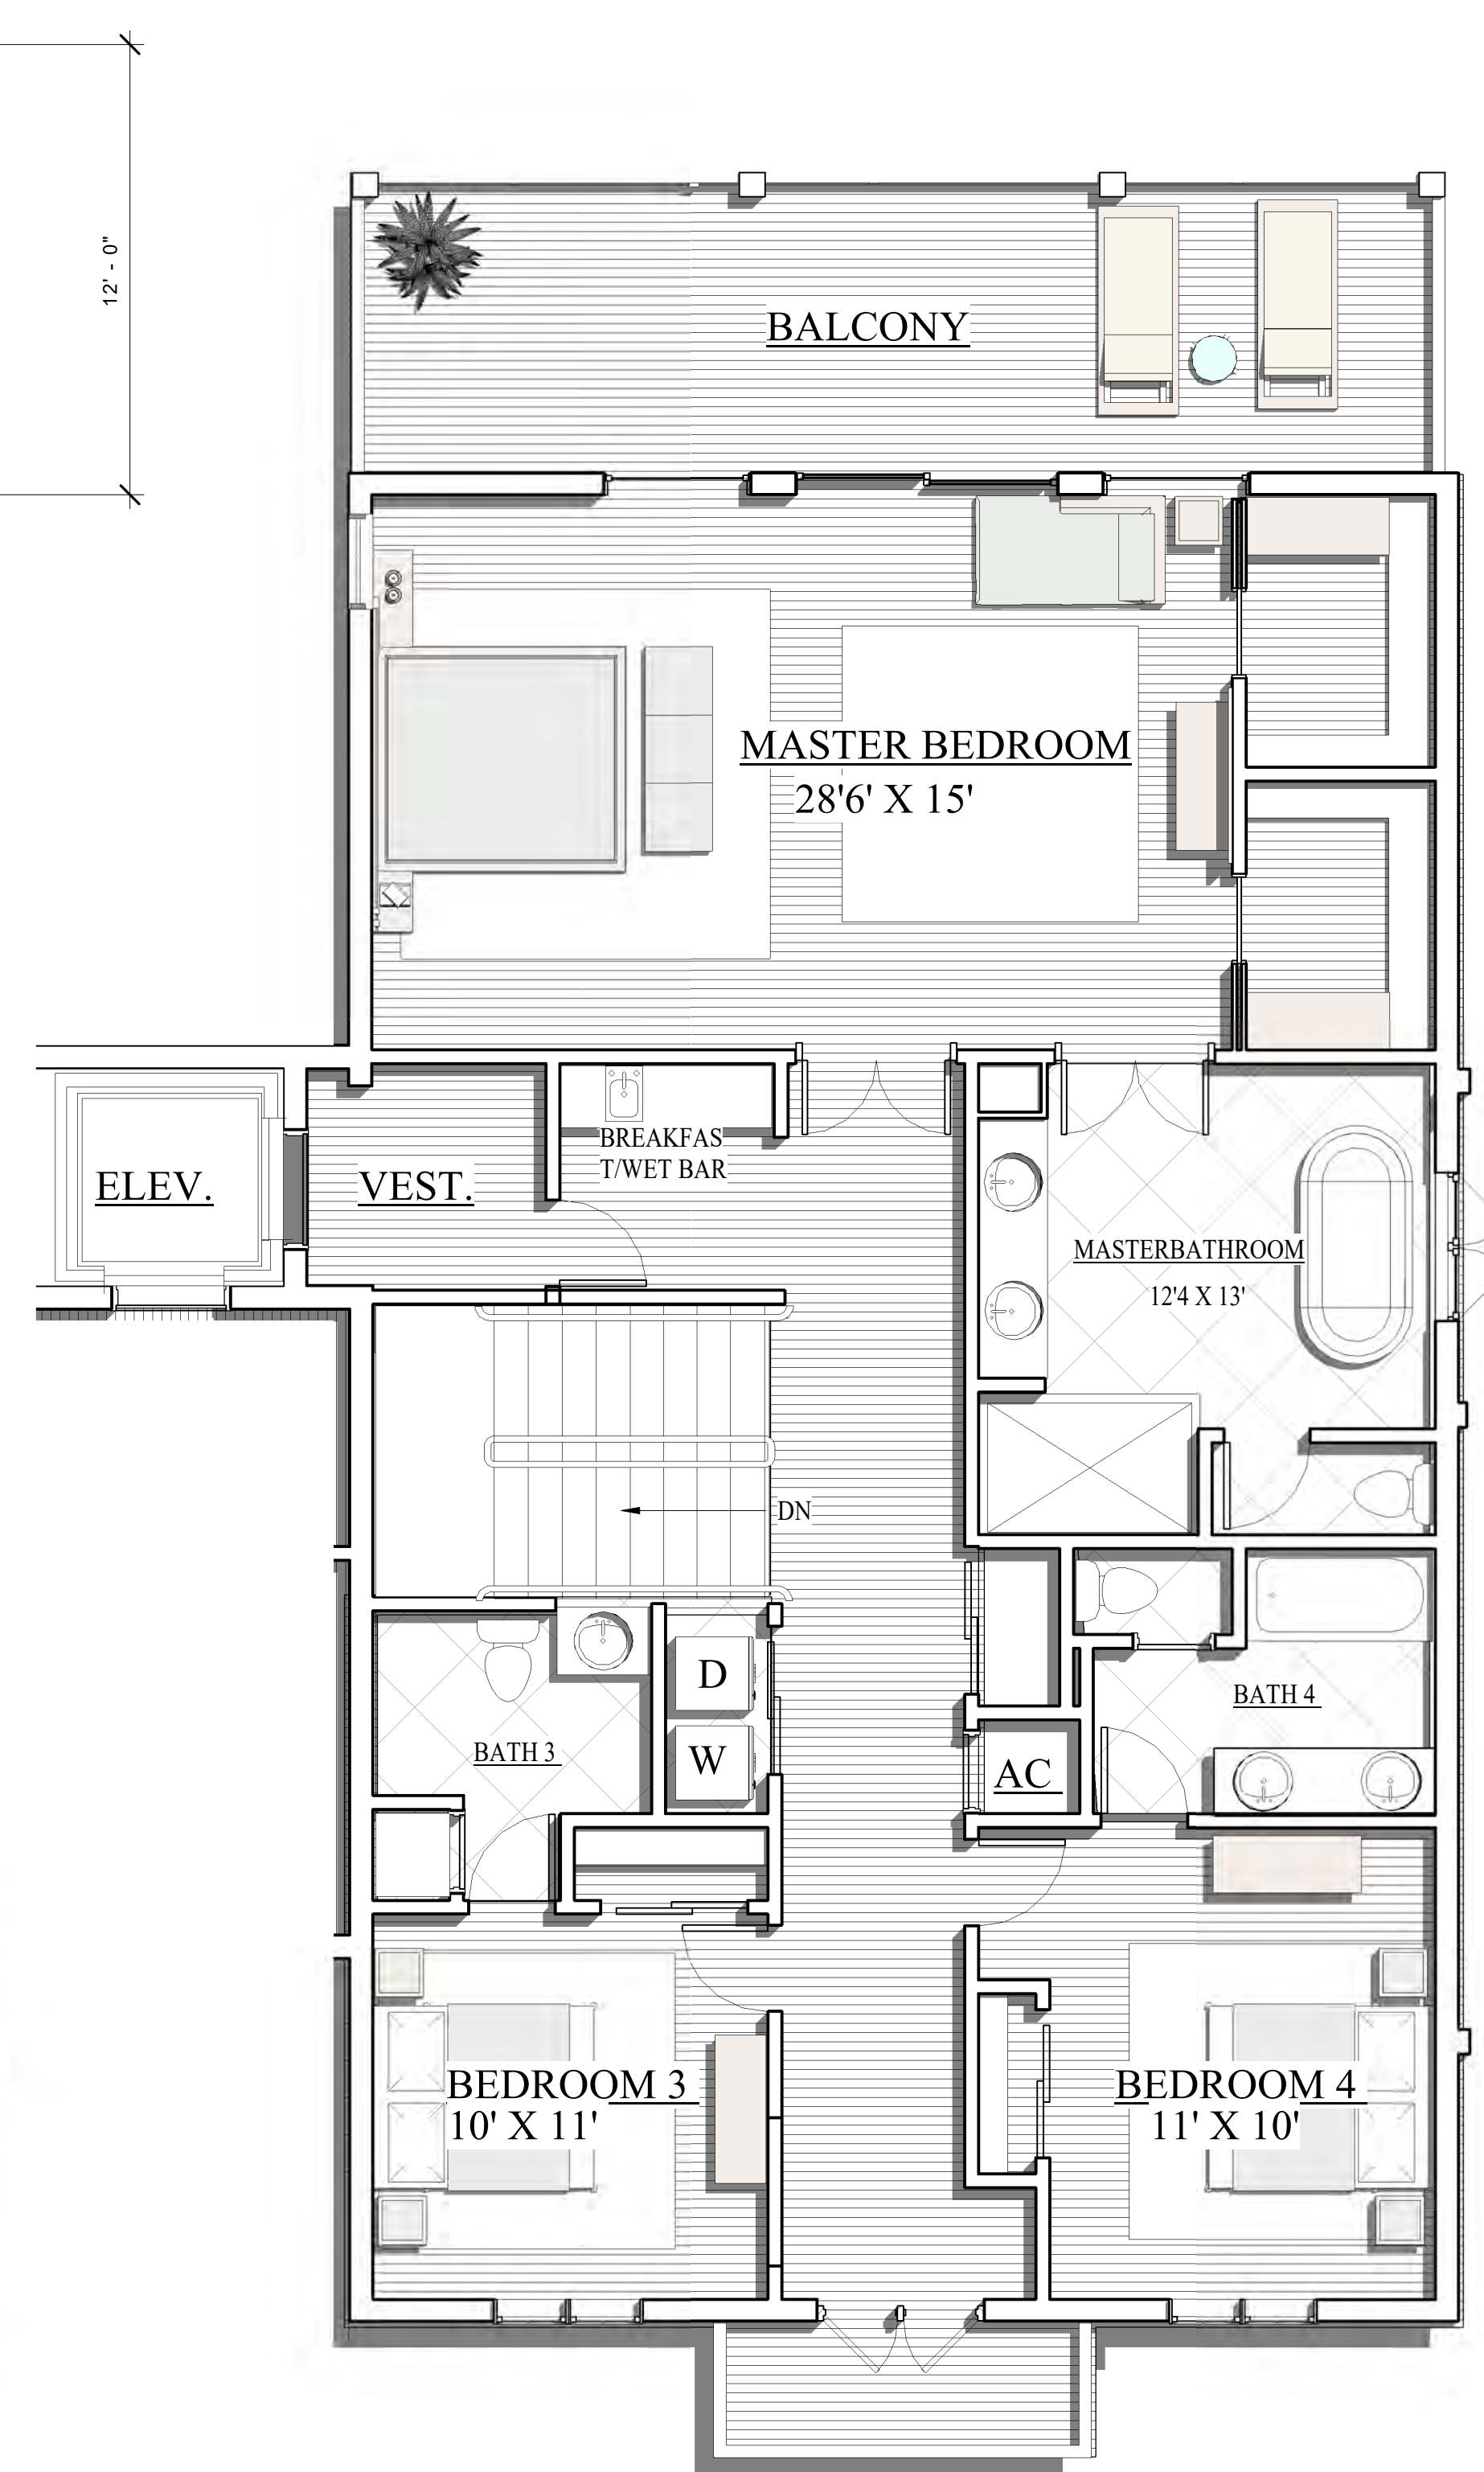 12' - 0"
BALCONY
MASTER BEDROOM
28'6' X 15'
BREAKFAS
T/WET BAR
ELEV.
VEST.
MASTERBATHROOM
12'4 X 13'
DN
D
BATH 4
BATH 3
W
AC
BEDROOM 3
10' X 11'
BEDROOM 4
11' X 10'